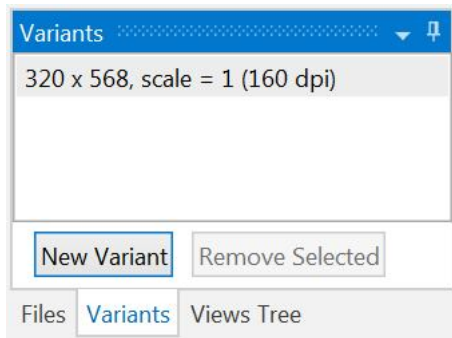 Variants
320 x 568, scale = 1 (160 dpi)
New Variant Remove Selected
Files Variants Views Tree